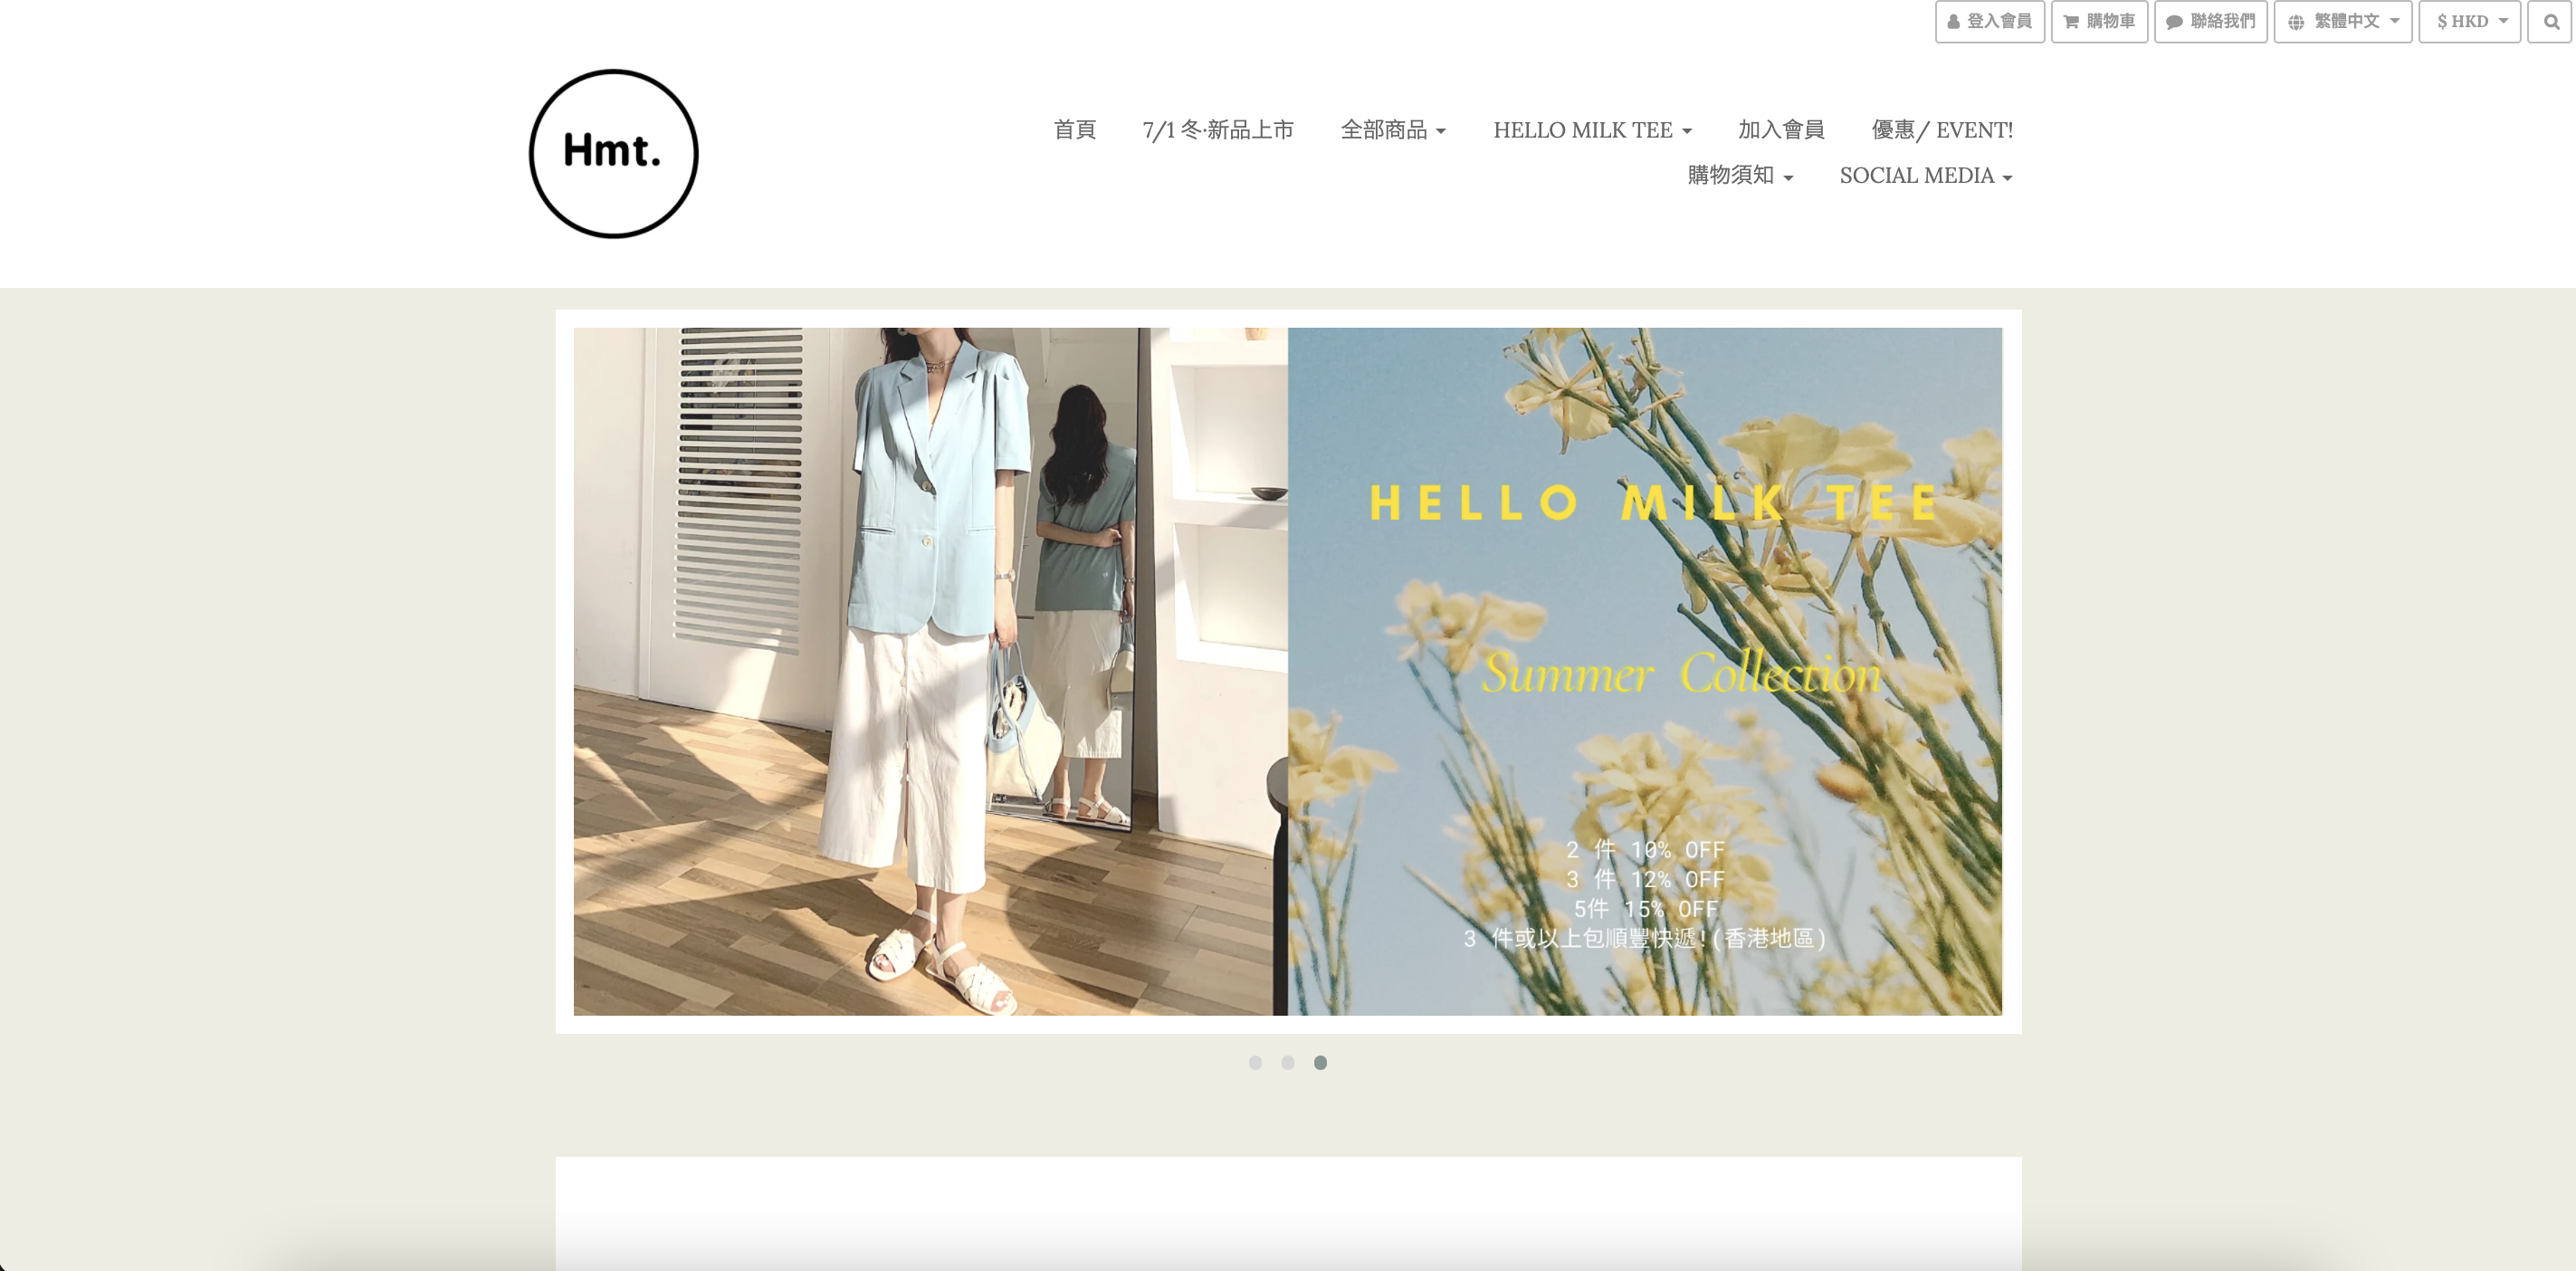 登入會員 購物車 聯絡我們 繁體中文 $ HKD
Hmt.
首頁 7/1 冬·新品上市 全部商品 HELLO MILK TEE 加入會員 優惠/ EVENT!
購物須知 SOCIAL MEDIA
HELLO MILK TEE
Summer Collection
2 件 10% OFF
3 件 12% OFF
5件 15% OFF
3 件或以上包順豐快遞!(香港地區)